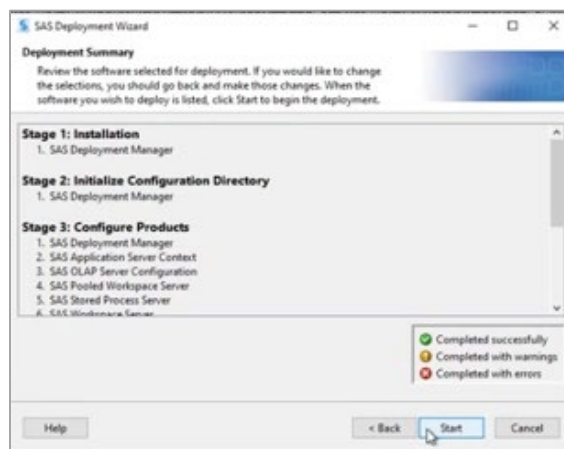 SAS Deployment Wizard
Deployment Summary
Review the software selected for deployment. If you would like to change
the selections, you should go back and make those changes. When the
software you wish to deploy is listed, click Start to begin the deployment.
Stage 1: Installation
1. SAS Deployment Manager
Stage 2: Initialize Configuration Directory
1. SAS Deployment Manager
Stage 3: Configure Products
1. SAS Deployment Manager
2. SAS Application Server Context
3. SAS OLAP Server Configuration
4. SAS Pooled Workspace Server
5. SAS Stored Process Server
6. SAS Workspace Server
Completed successfully
Completed with warnings
Completed with errors
Help < Back Start Cancel